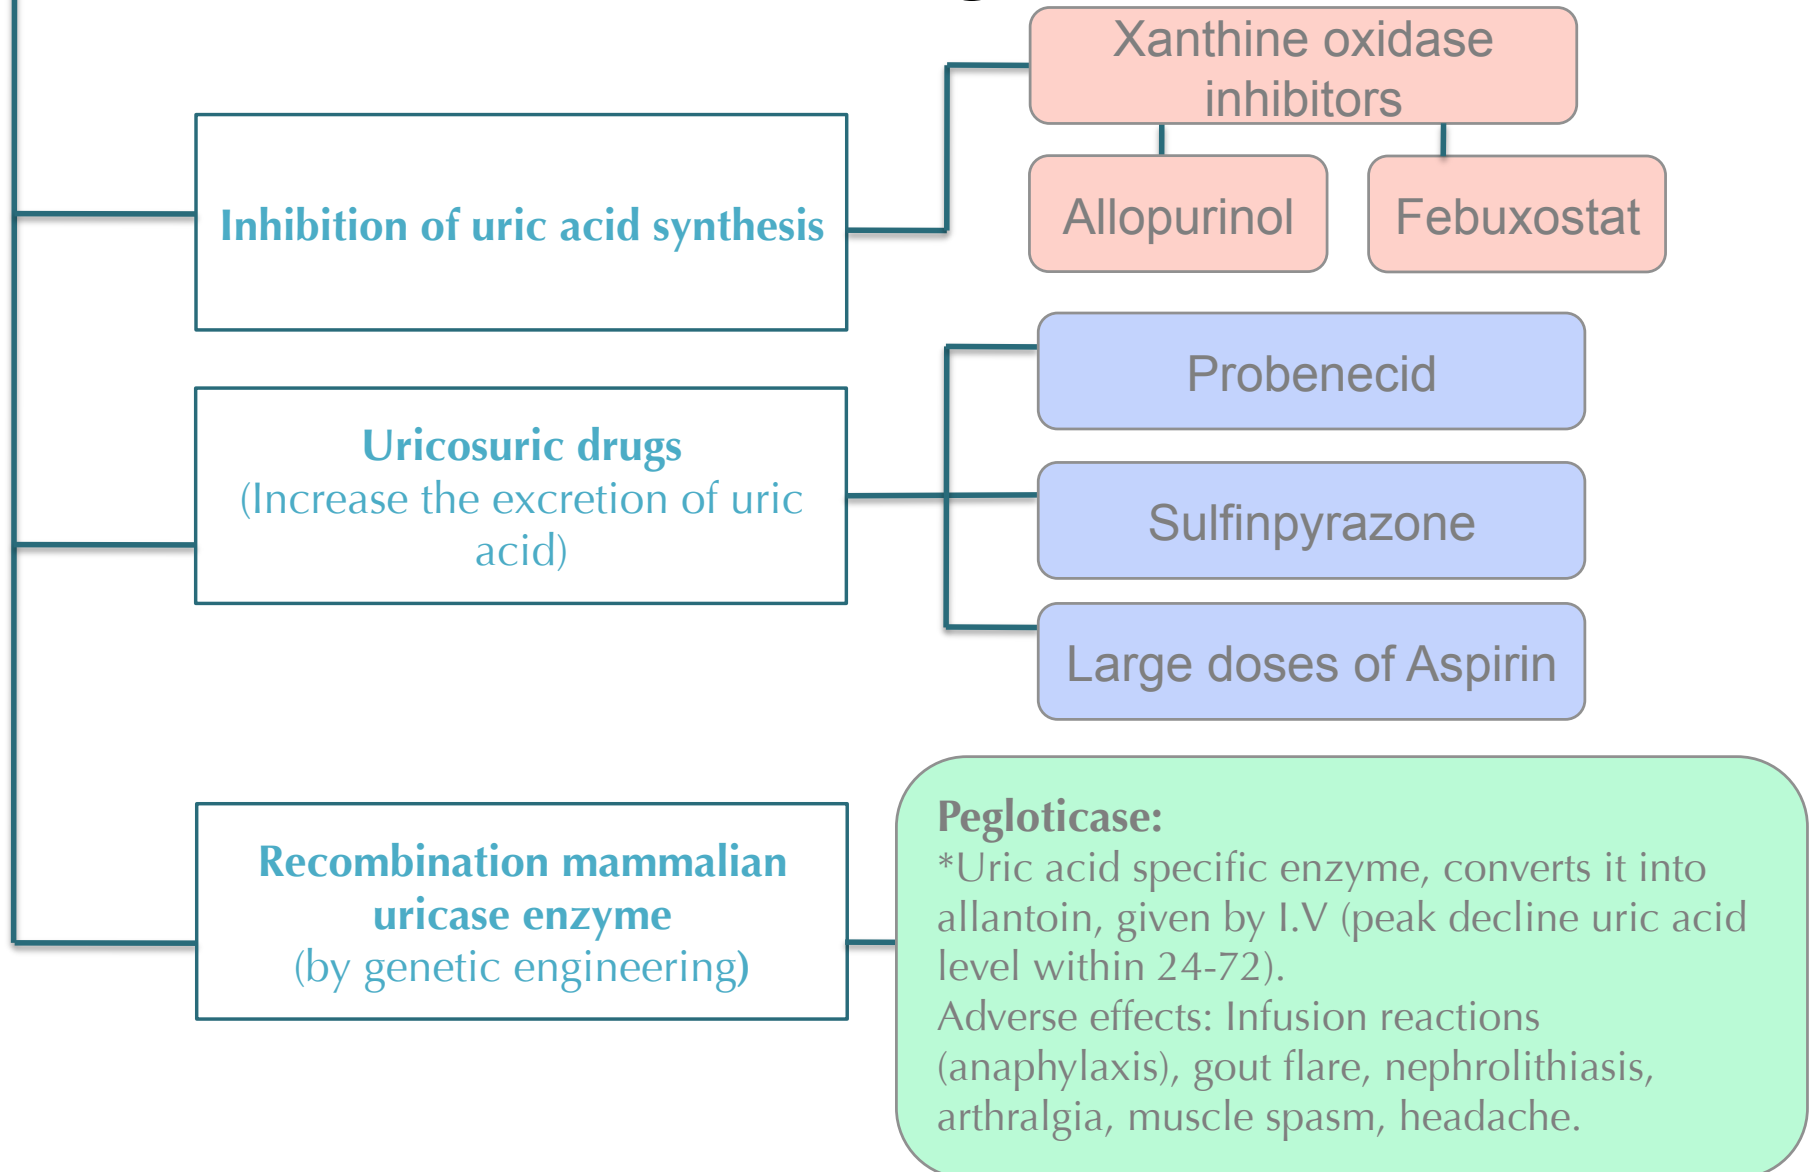 Xanthine oxidase
inhibitors
Inhibition of uric acid synthesis
Allopurinol
Febuxostat
Probenecid
Uricosuric drugs
(Increase the excretion of uric
acid)
Sulfinpyrazone
Large doses of Aspirin
Recombination mammalian
uricase enzyme
(by genetic engineering)
Pegloticase:
*Uric acid specific enzyme, converts it into
allantoin, given by I.V (peak decline uric acid
level within 24-72).
Adverse effects: Infusion reactions
(anaphylaxis), gout flare, nephrolithiasis,
arthralgia, muscle spasm, headache.